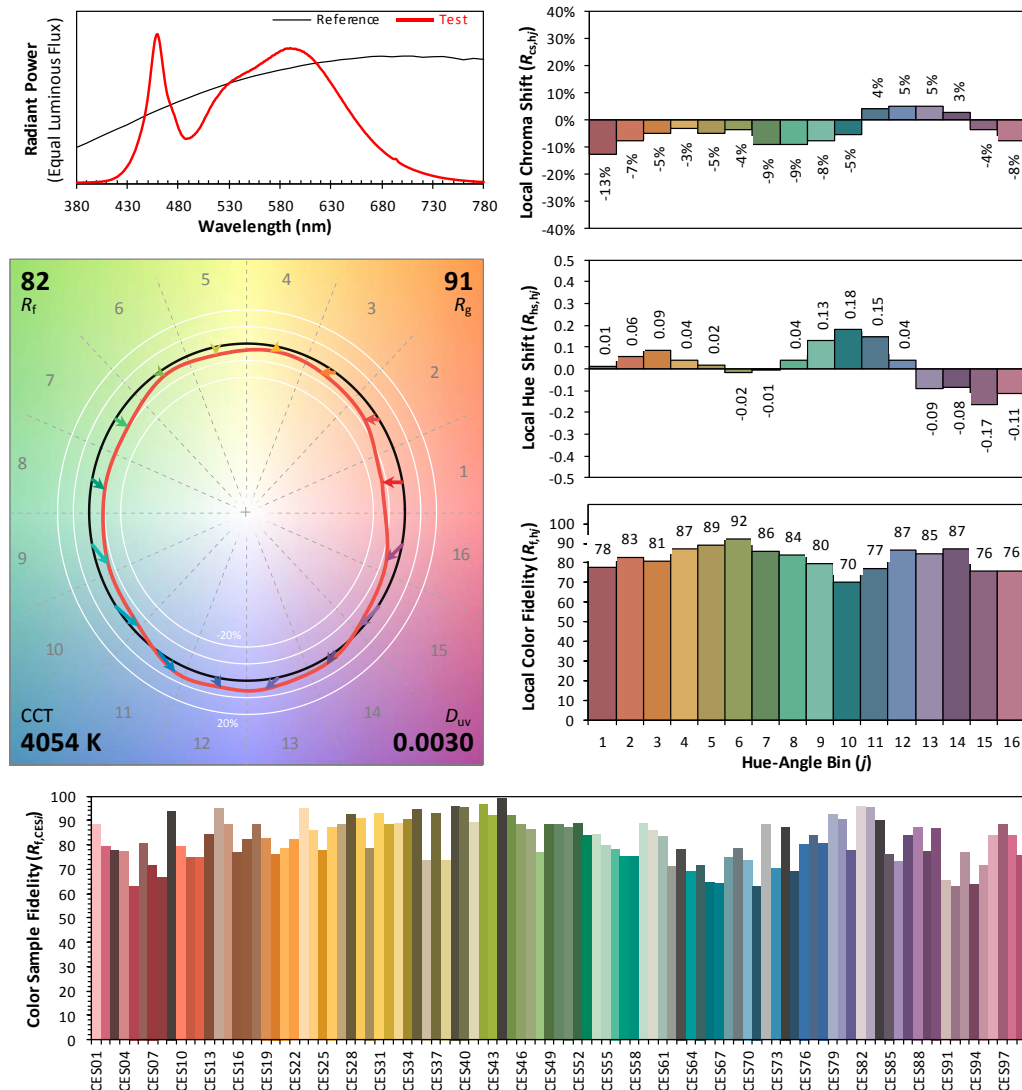 Reference Test
Radiant Power
(Equal Luminous Flux)
380 430 480 530 580 630 680 730 780
Wavelength (nm)
Local Chroma Shift (Rcs,hj)
40%
30%
20%
10%
0%
-10%
-20%
-30%
-40%
-13% -7% -5% -3% -5% -4% -9% -9% -8% -5% 4% 5% 5% 3% -4% -8%
82
Rf
91
Rg
5 4
6 3
7 2
8 1
9 16
10 15
11 14
12 13
-20%
20%
CCT
4054 K
Duv
0.0030
Local Hue Shift (Rhs,hj)
0.5
0.4
0.3
0.2
0.1
0.0
-0.1
-0.2
-0.3
-0.4
-0.5
0.01 0.06 0.09 0.04 0.02 -0.02 -0.01 0.04 0.13 0.18 0.15 0.04 -0.09 -0.08 -0.17 -0.11
Local Color Fidelity (Rf,hj)
100
90
80
70
60
50
40
30
20
10
0
78 83 81 87 89 92 86 84 80 70 77 87 85 87 76 76
1 2 3 4 5 6 7 8 9 10 11 12 13 14 15 16
Hue-Angle Bin (j)
Color Sample Fidelity (Rf,CESi)
100
90
80
70
60
50
40
30
20
10
0
CES01 CES04 CES07 CES10 CES13 CES16 CES19 CES22 CES25 CES28 CES31 CES34 CES37 CES40 CES43 CES46 CES49 CES52 CES55 CES58 CES61 CES64 CES67 CES70 CES73 CES76 CES79 CES82 CES85 CES88 CES91 CES94 CES97